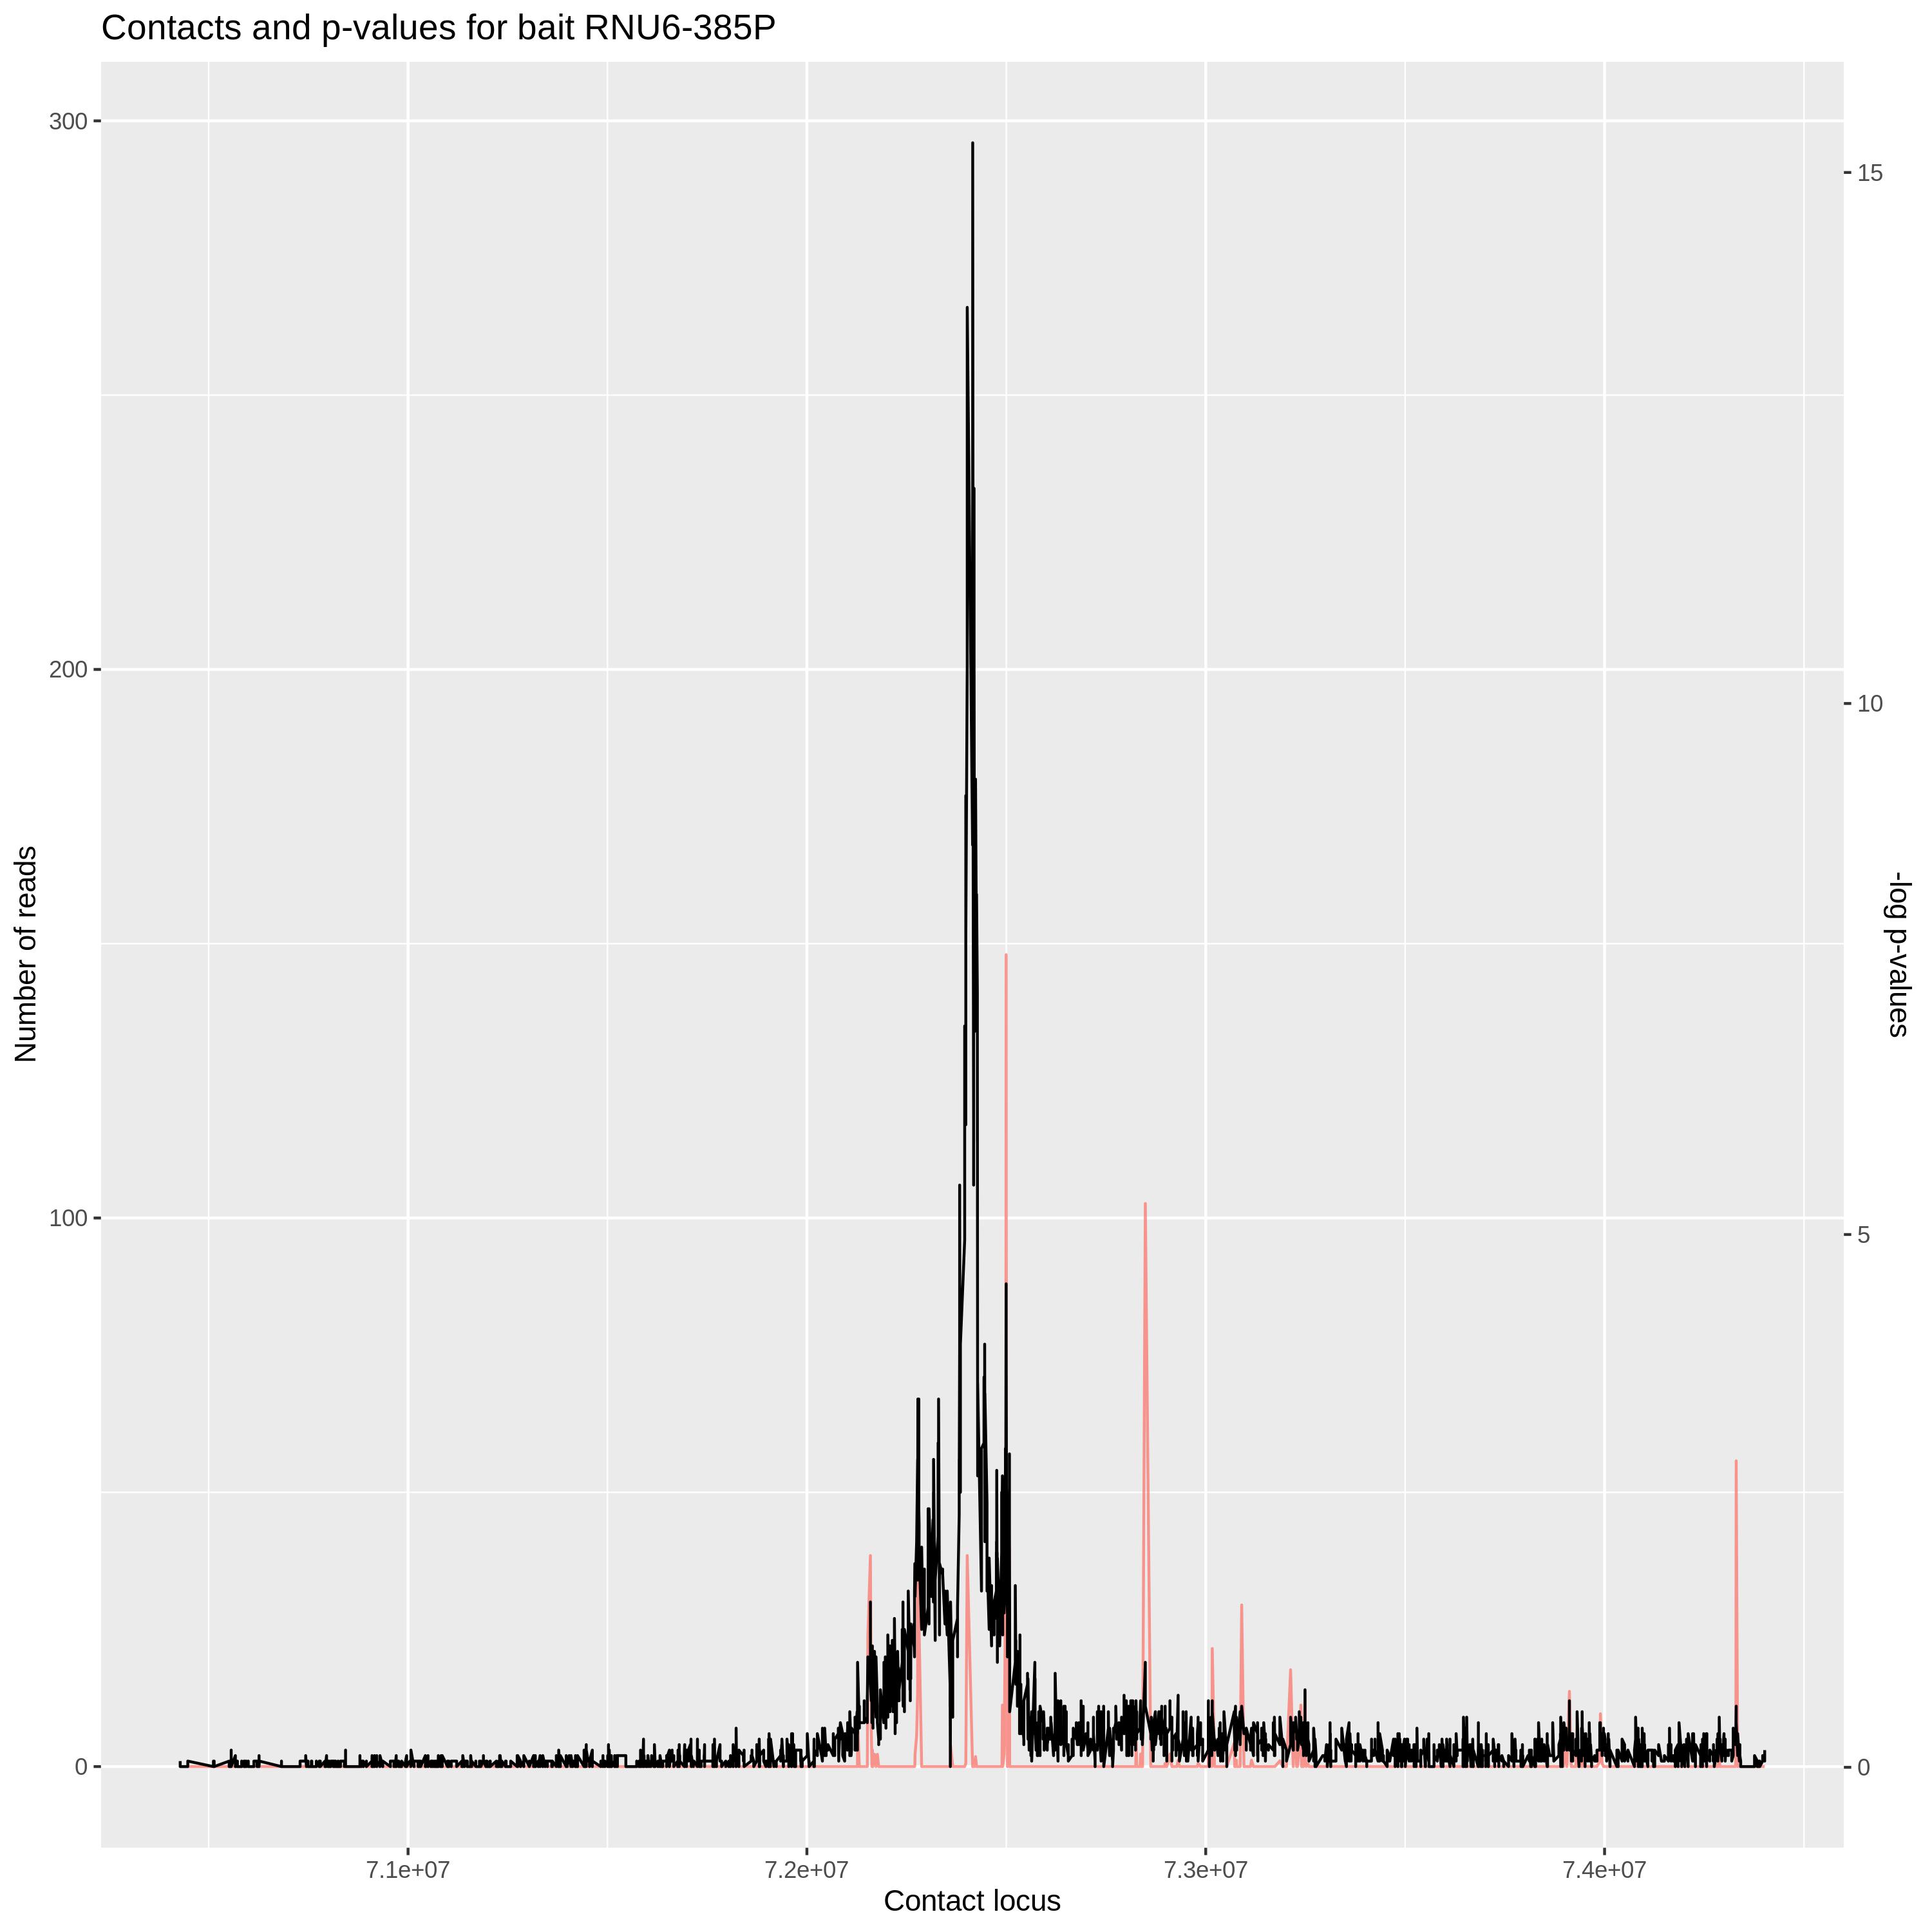 Contacts and p-values for bait RNU6-385P
300
200
100
0
Number of reads
15
10
5
0
-log p-values
7.1e+07
7.2e+07
7.3e+07
7.4e+07
Contact locus